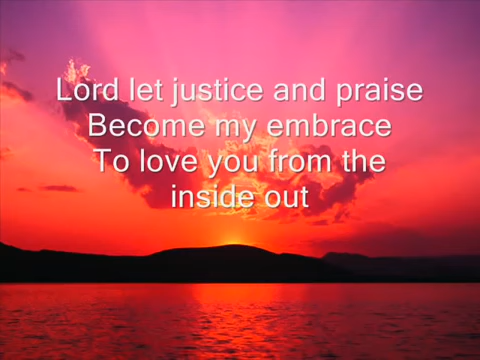 Lord let justice and praise
Become my embrace
To love you from the
inside out